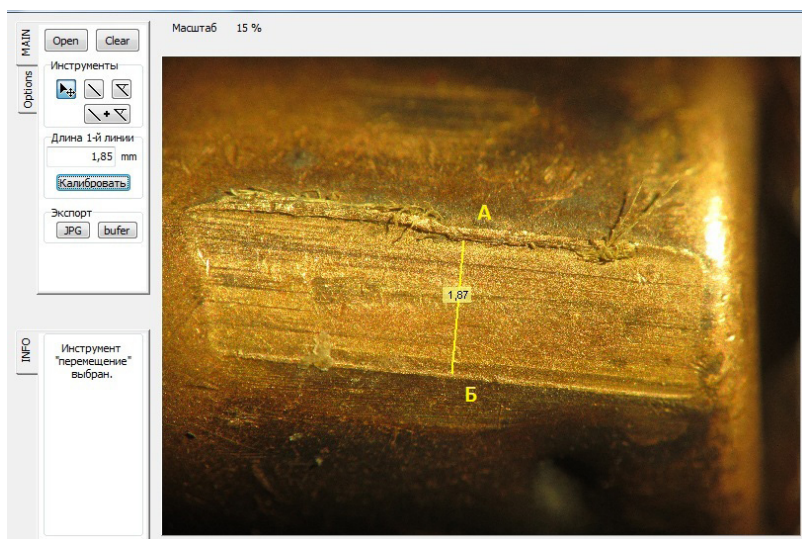 Масштаб 15 %
MAIN
Options
Open Clear
Инструменты
Длина 1-й линии
1,85 mm
Калибровать
Экспорт
JPG bufer
INFO
Инструмент
"перемещение"
выбран.
А
1,87
Б